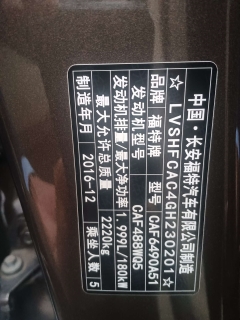 中国·长安福特汽车有限公司制造
☆LVSHFCAC4GH230201☆
品牌 福特牌 型号 CAF6490A51
发动机型号 CAF488WQ5
发动机排量/最大净功率 1.999L/180kW
最大允许总质量 2220kg
制造年月 2016-12 乘坐人数 5